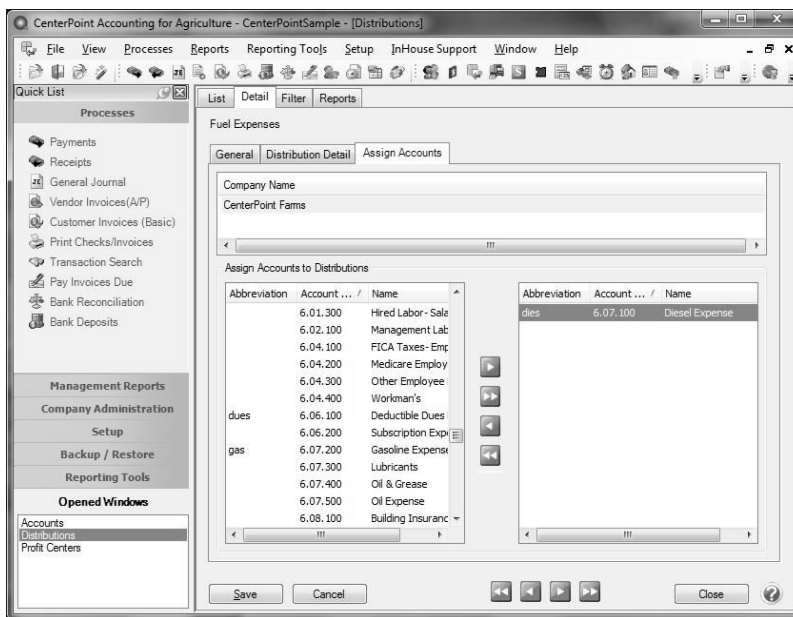 CenterPoint Accounting for Agriculture - CenterPointSample - [Distributions]
File View Processes Reports Reporting Tools Setup InHouse Support Window Help
Quick List
Processes
Payments
Receipts
JE General Journal
Vendor Invoices(A/P)
Customer Invoices (Basic)
Print Checks/Invoices
Transaction Search
Pay Invoices Due
Bank Reconciliation
Bank Deposits
Management Reports
Company Administration
Setup
Backup / Restore
Reporting Tools
Opened Windows
Accounts
Distributions
Profit Centers
List Detail Filter Reports
Fuel Expenses
General Distribution Detail Assign Accounts
Company Name
CenterPoint Farms
Assign Accounts to Distributions
Abbreviation Account ... / Name
6.01.300 Hired Labor- Sala
6.02.100 Management Lab
6.04.100 FICA Taxes- Emp
6.04.200 Medicare Employ
6.04.300 Other Employee
6.04.400 Workman's
dues 6.06.100 Deductible Dues
6.06.200 Subscription Expe
gas 6.07.200 Gasoline Expense
6.07.300 Lubricants
6.07.400 Oil & Grease
6.07.500 Oil Expense
6.08.100 Building Insuranc
Abbreviation Account ... / Name
dies 6.07.100 Diesel Expense
Save Cancel Close